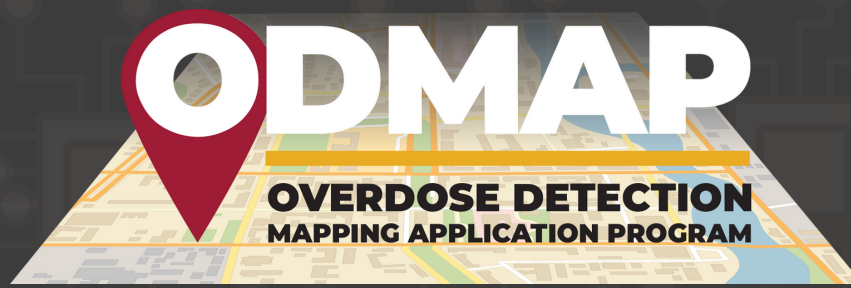 ODMAP
OVERDOSE DETECTION
MAPPING APPLICATION PROGRAM